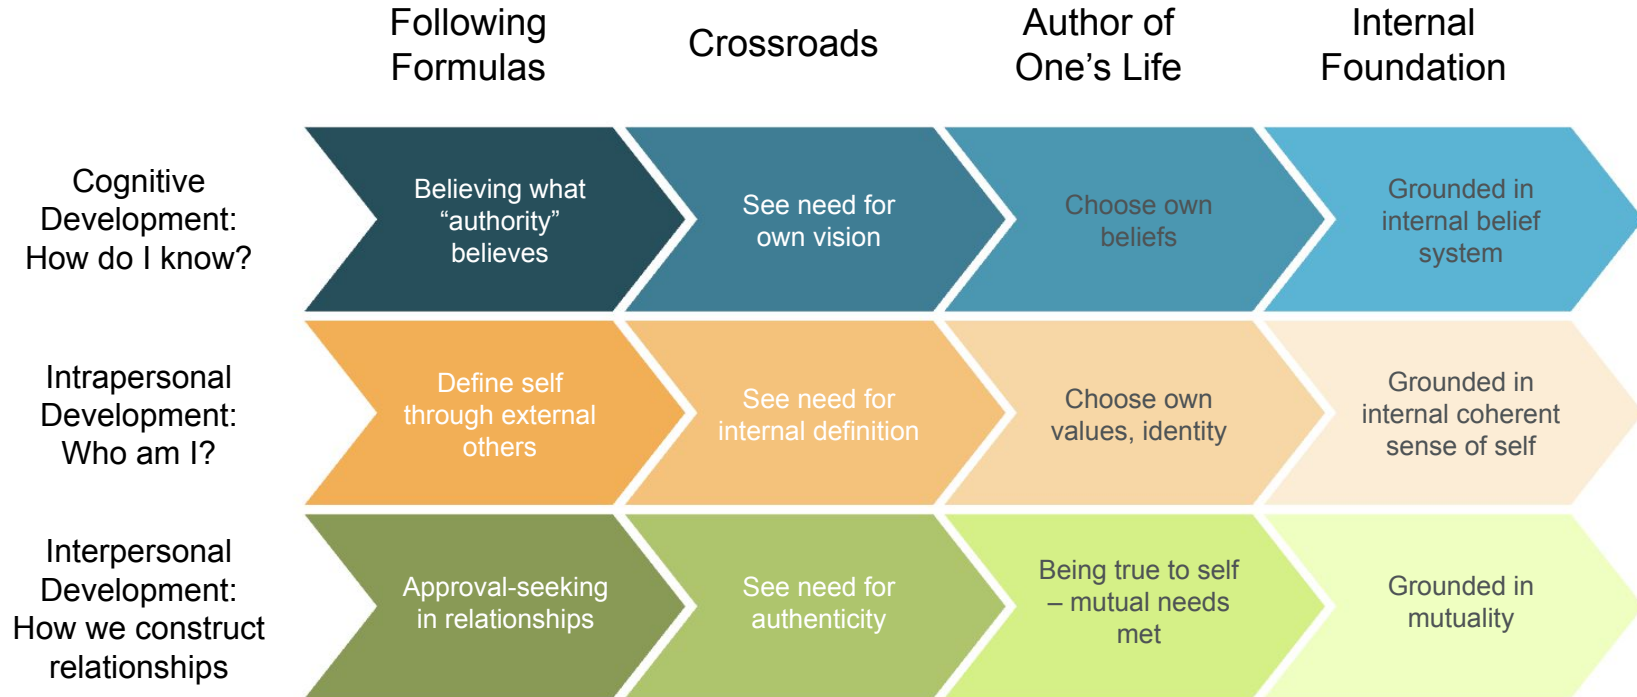 Following
Formulas
Crossroads
Author of
One’s Life
Internal
Foundation
Cognitive
Development:
How do I know?
Believing what
“authority”
believes
See need for
own vision
Choose own
beliefs
Grounded in
internal belief
system
Intrapersonal
Development:
Who am I?
Define self
through external
others
See need for
internal definition
Choose own
values, identity
Grounded in
internal coherent
sense of self
Interpersonal
Development:
How we construct
relationships
Approval-seeking
in relationships
See need for
authenticity
Being true to self
– mutual needs
met
Grounded in
mutuality